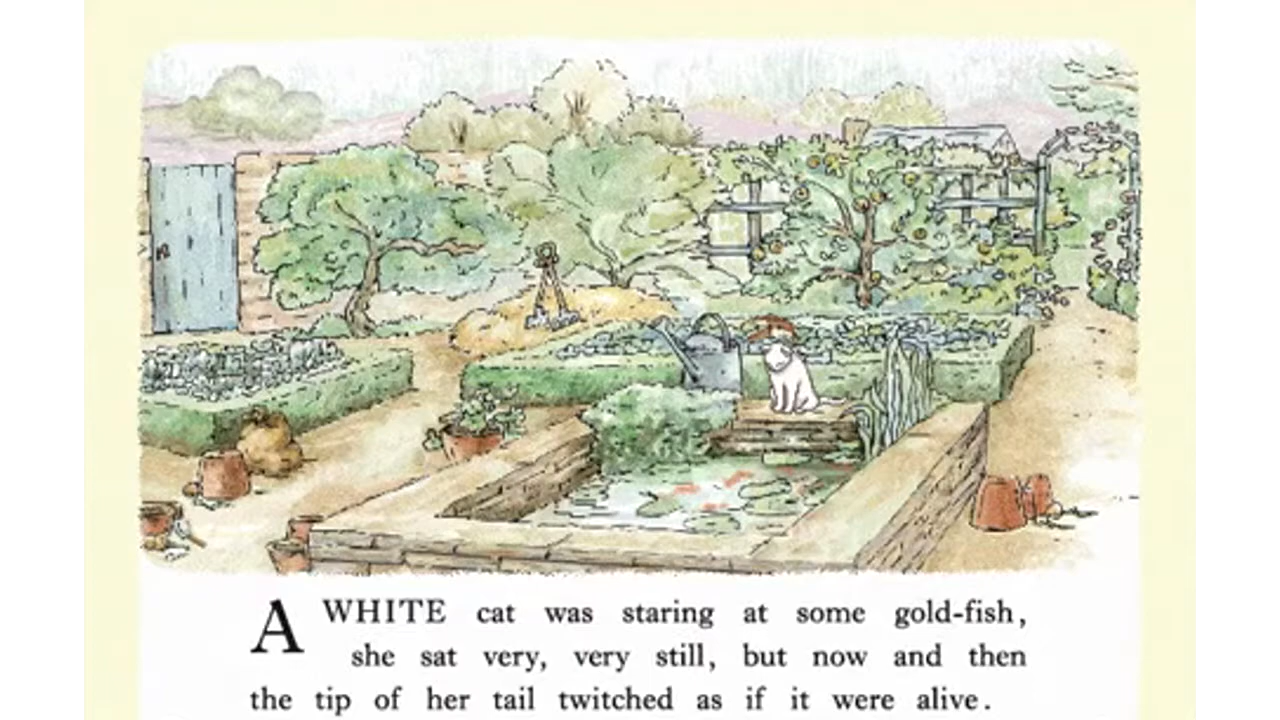 A WHITE cat was staring at some gold-fish,
she sat very, very still, but now and then
the tip of her tail twitched as if it were alive.